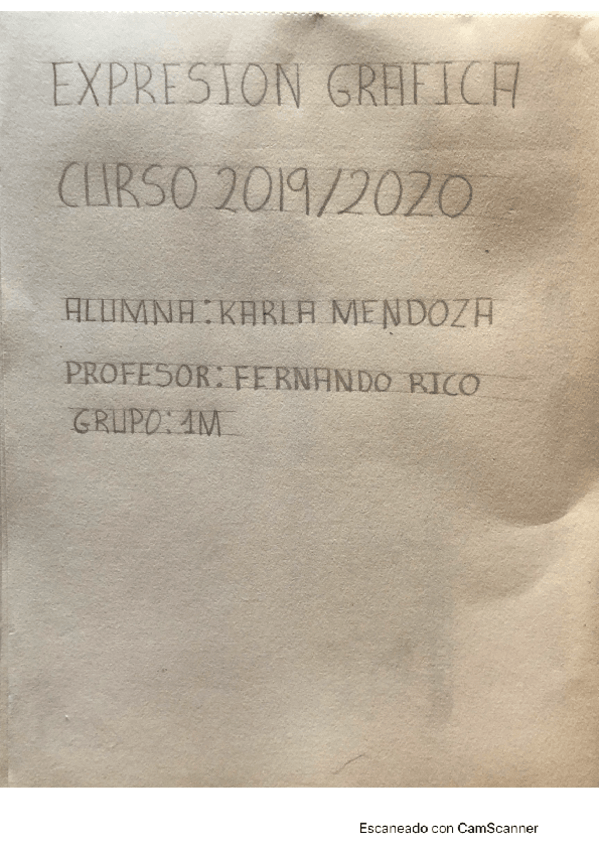 EXPRESION GRAFICA
CURSO 2019/2020
ALUMNA: KARLA MENDOZA
PROFESOR: FERNANDO RICO
GRUPO: 1M
Escaneado con CamScanner